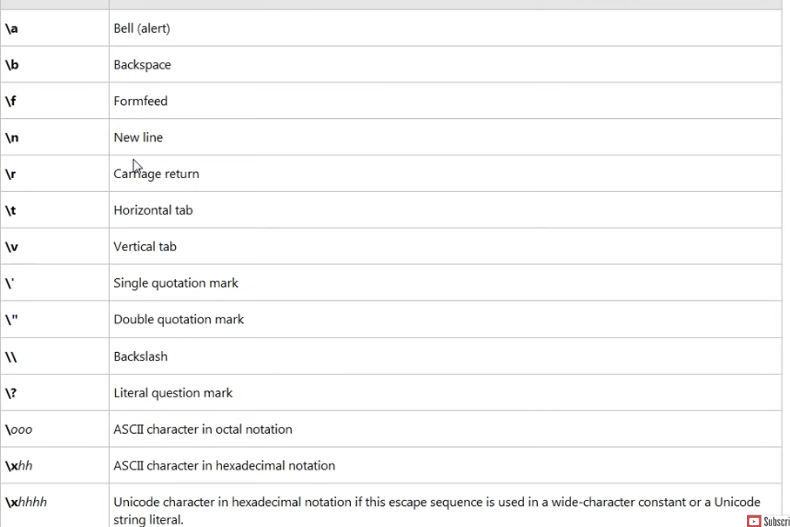 \a Bell (alert)
\b Backspace
\f Formfeed
\n New line
\r Carriage return
\t Horizontal tab
\v Vertical tab
\' Single quotation mark
\" Double quotation mark
\\ Backslash
\? Literal question mark
\ooo ASCII character in octal notation
\xhh ASCII character in hexadecimal notation
\xhhhh Unicode character in hexadecimal notation if this escape sequence is used in a wide-character constant or a Unicode
string literal.
Subscri